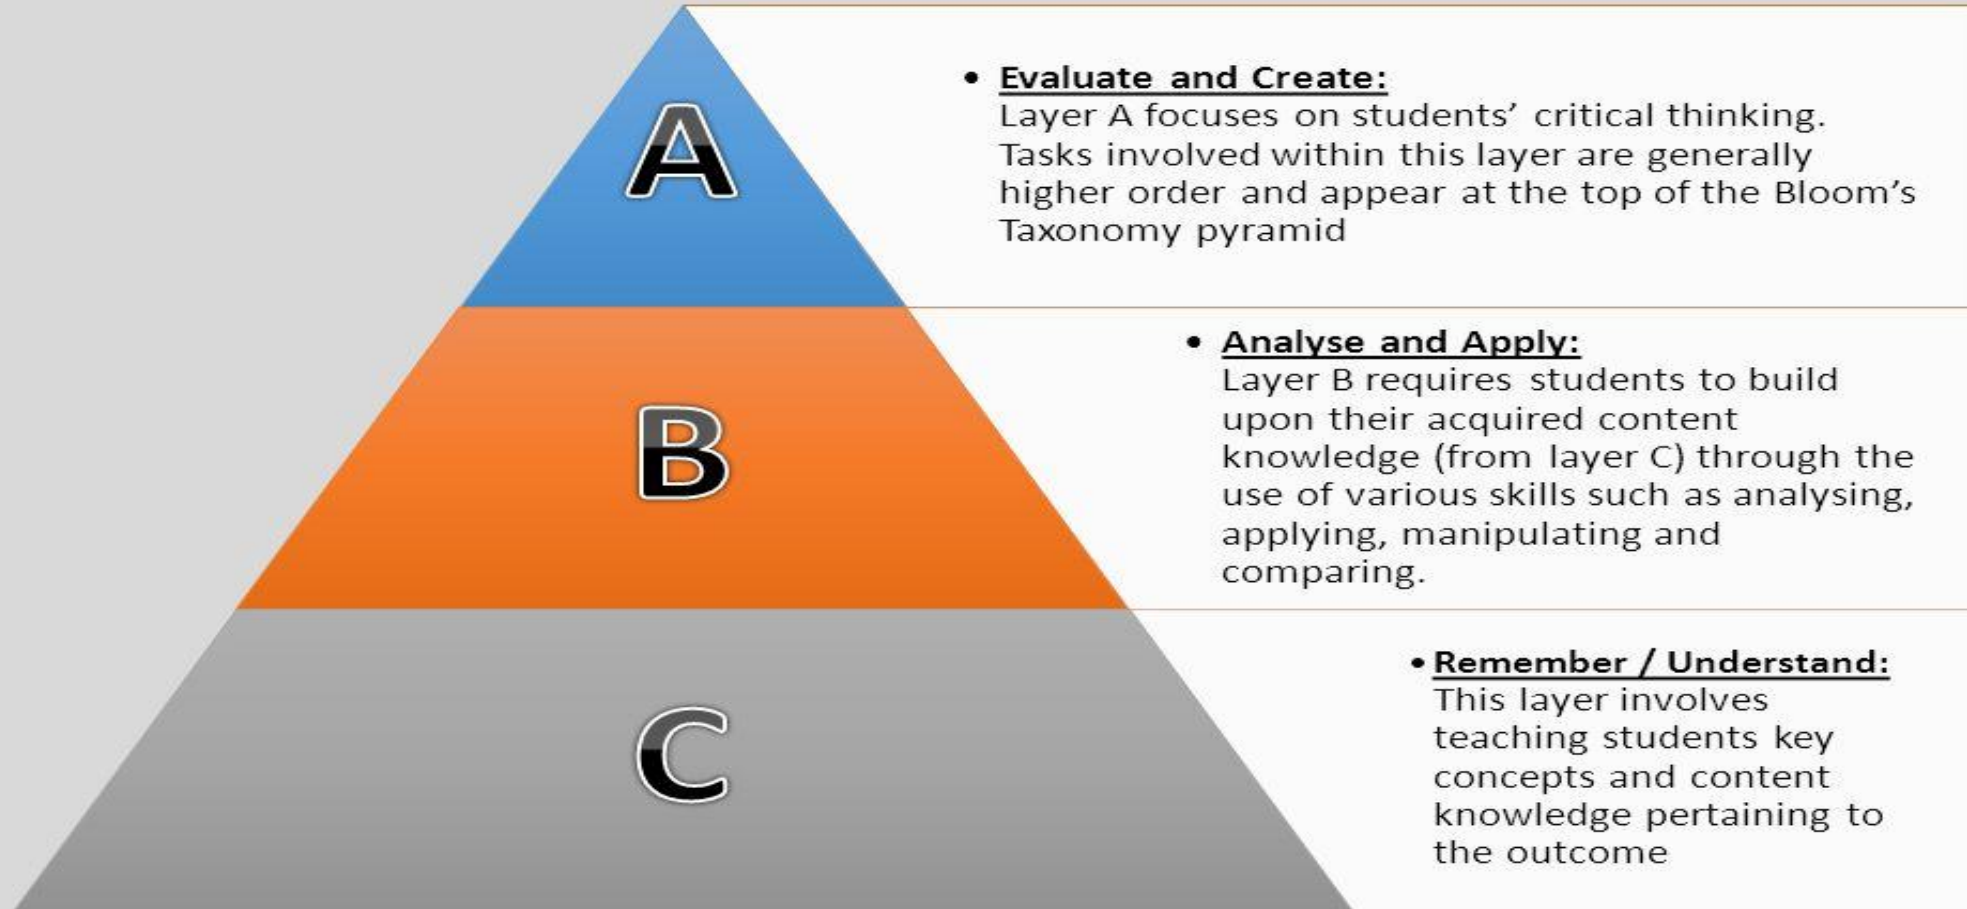 A
• Evaluate and Create:
Layer A focuses on students’ critical thinking.
Tasks involved within this layer are generally
higher order and appear at the top of the Bloom’s
Taxonomy pyramid
B
• Analyse and Apply:
Layer B requires students to build
upon their acquired content
knowledge (from layer C) through the
use of various skills such as analysing,
applying, manipulating and
comparing.
C
• Remember / Understand:
This layer involves
teaching students key
concepts and content
knowledge pertaining to
the outcome